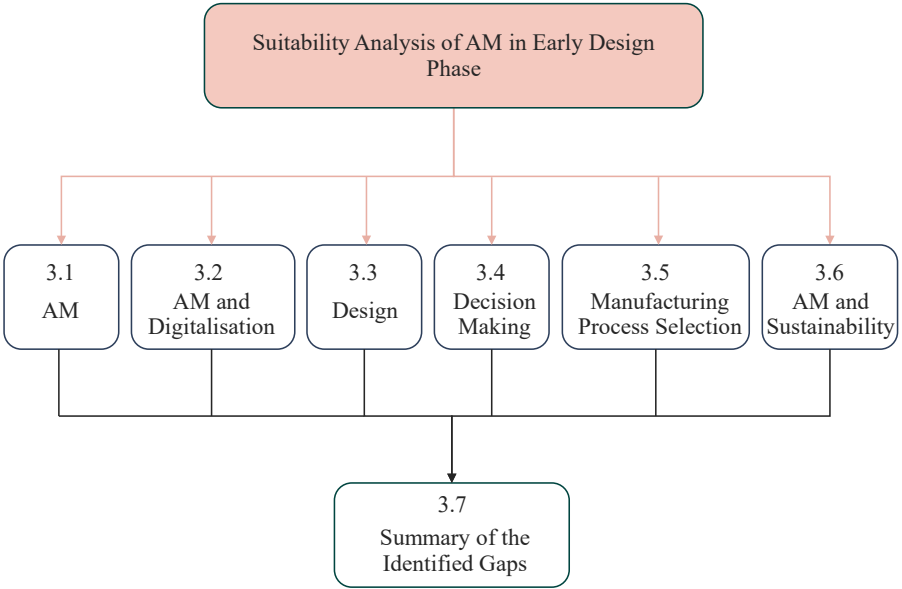 Suitability Analysis of AM in Early Design
Phase
3.1
AM
3.2
AM and
Digitalisation
3.3
Design
3.4
Decision
Making
3.5
Manufacturing
Process Selection
3.6
AM and
Sustainability
3.7
Summary of the
Identified Gaps